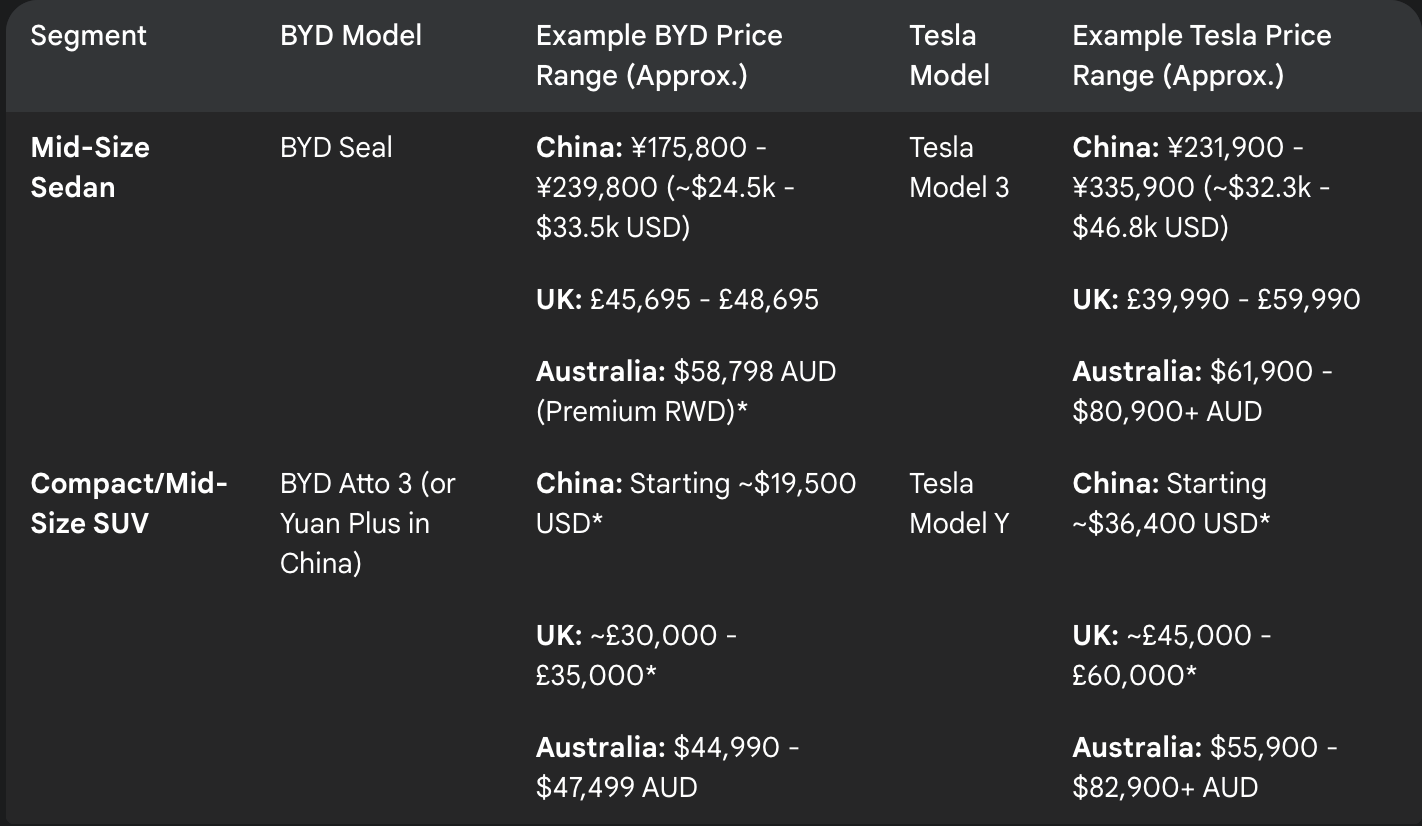 Segment
BYD Model
Example BYD Price
Range (Approx.)
Tesla
Model
Example Tesla Price
Range (Approx.)
Mid-Size
Sedan
BYD Seal
China: ¥175,800 -
¥239,800 (~$24.5k -
$33.5k USD)
UK: £45,695 - £48,695
Australia: $58,798 AUD
(Premium RWD)*
Tesla
Model 3
China: ¥231,900 -
¥335,900 (~$32.3k -
$46.8k USD)
UK: £39,990 - £59,990
Australia: $61,900 -
$80,900+ AUD
Compact/Mid-
Size SUV
BYD Atto 3 (or
Yuan Plus in
China)
China: Starting ~$19,500
USD*
UK: ~£30,000 -
£35,000*
Australia: $44,990 -
$47,499 AUD
Tesla
Model Y
China: Starting
~$36,400 USD*
UK: ~£45,000 -
£60,000*
Australia: $55,900 -
$82,900+ AUD